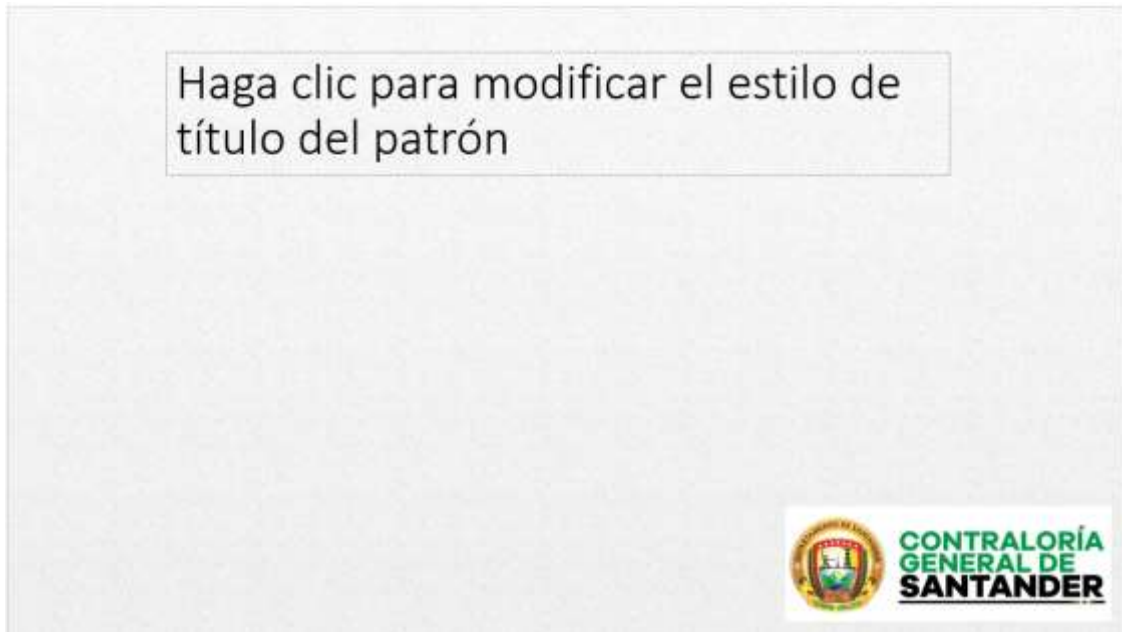 Haga clic para modificar el estilo de
título del patrón
CONTRALORÍA
GENERAL DE
SANTANDER